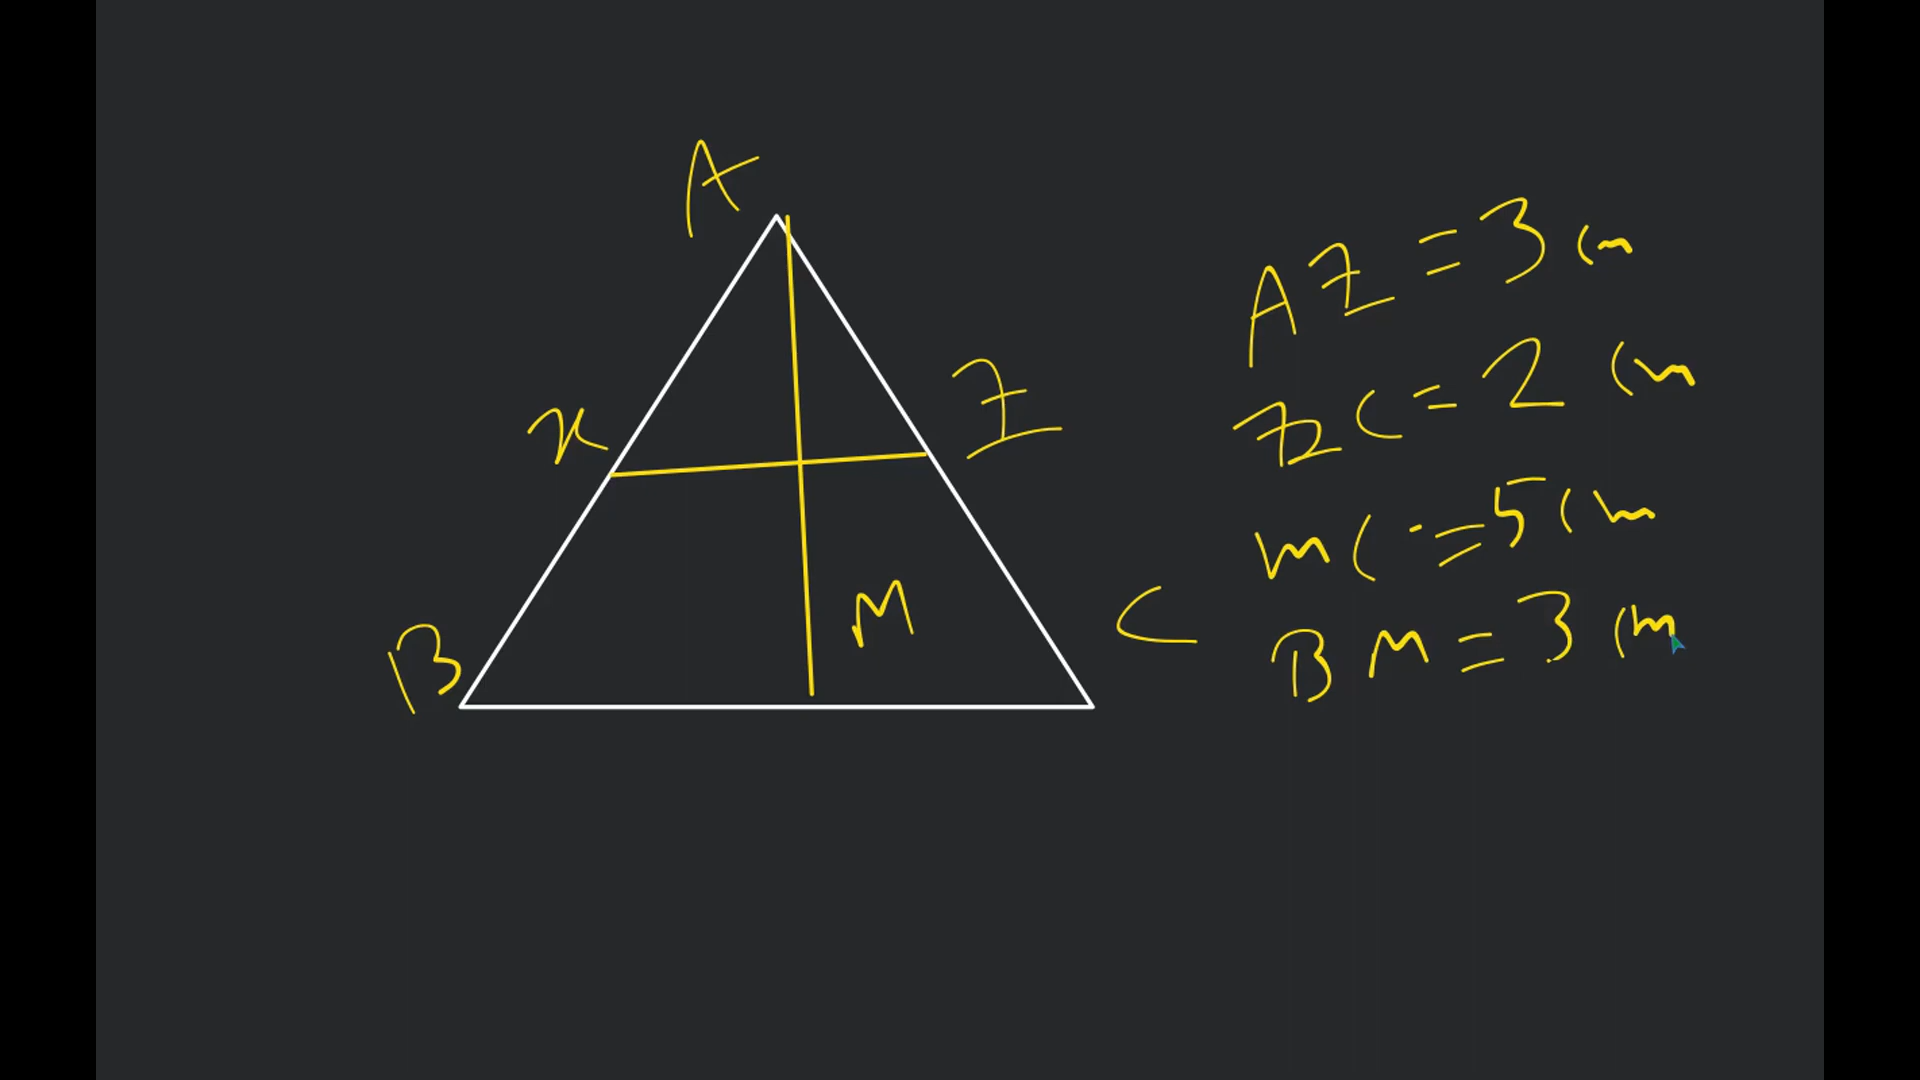 A
x
Z
B
M
C
AZ = 3 cm
ZC = 2 cm
MC = 5 cm
BM = 3 cm